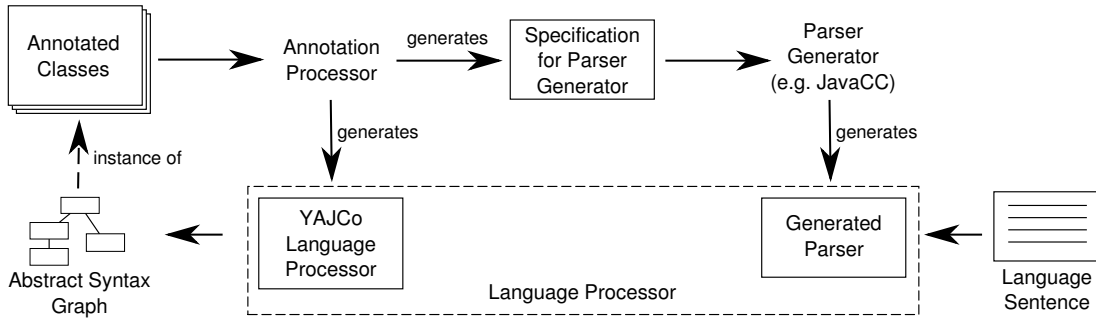 Annotated
Classes
Annotation
Processor
generates
Specification
for Parser
Generator
Parser
Generator
(e.g. JavaCC)
instance of
generates
generates
YAJCo
Language
Processor
Generated
Parser
Language Processor
Abstract Syntax
Graph
Language
Sentence